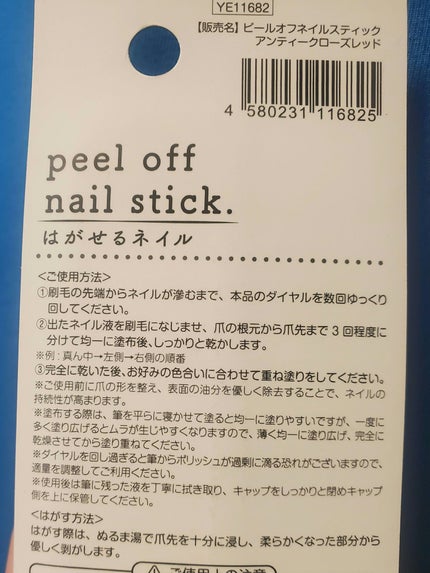 YE11682
【販売名】ピールオフネイルスティック
アンティークローズレッド
4 580231 116825
peel off
nail stick.
はがせるネイル
<ご使用方法>
①刷毛の先端からネイルが滲むまで、本品のダイヤルを数回ゆっくり
回してください。
②出たネイル液を刷毛になじませ、爪の根元から爪先まで3回程度に
分けて均一に塗布後、しっかりと乾かします。
※例:真ん中→左側→右側の順番
③完全に乾いた後、お好みの色合いに合わせて重ね塗りをしてください。
※ご使用前に爪の形を整え、表面の油分を優しく除去することで、ネイルの
持続性が高まります。
※塗布する際は、筆を平らに寝かせて塗ると均一に塗りやすいですが、一度に
多く塗り広げるとムラが生じやすくなりますので、薄く均一に塗り広げ、完全に
乾燥させてから塗り重ねてください。
※ダイヤルを回し過ぎると筆からポリッシュが過剰に滴る恐れがございますので、
適量を調整してご利用ください。
※使用後は筆に残った液を丁寧に拭き取り、キャップをしっかりと閉めキャップ
側を上に保管してください。
<はがす方法>
はがす際は、ぬるま湯で爪先を十分に浸し、柔らかくなった部分から
優しく剥がします。
ご使用上の注意